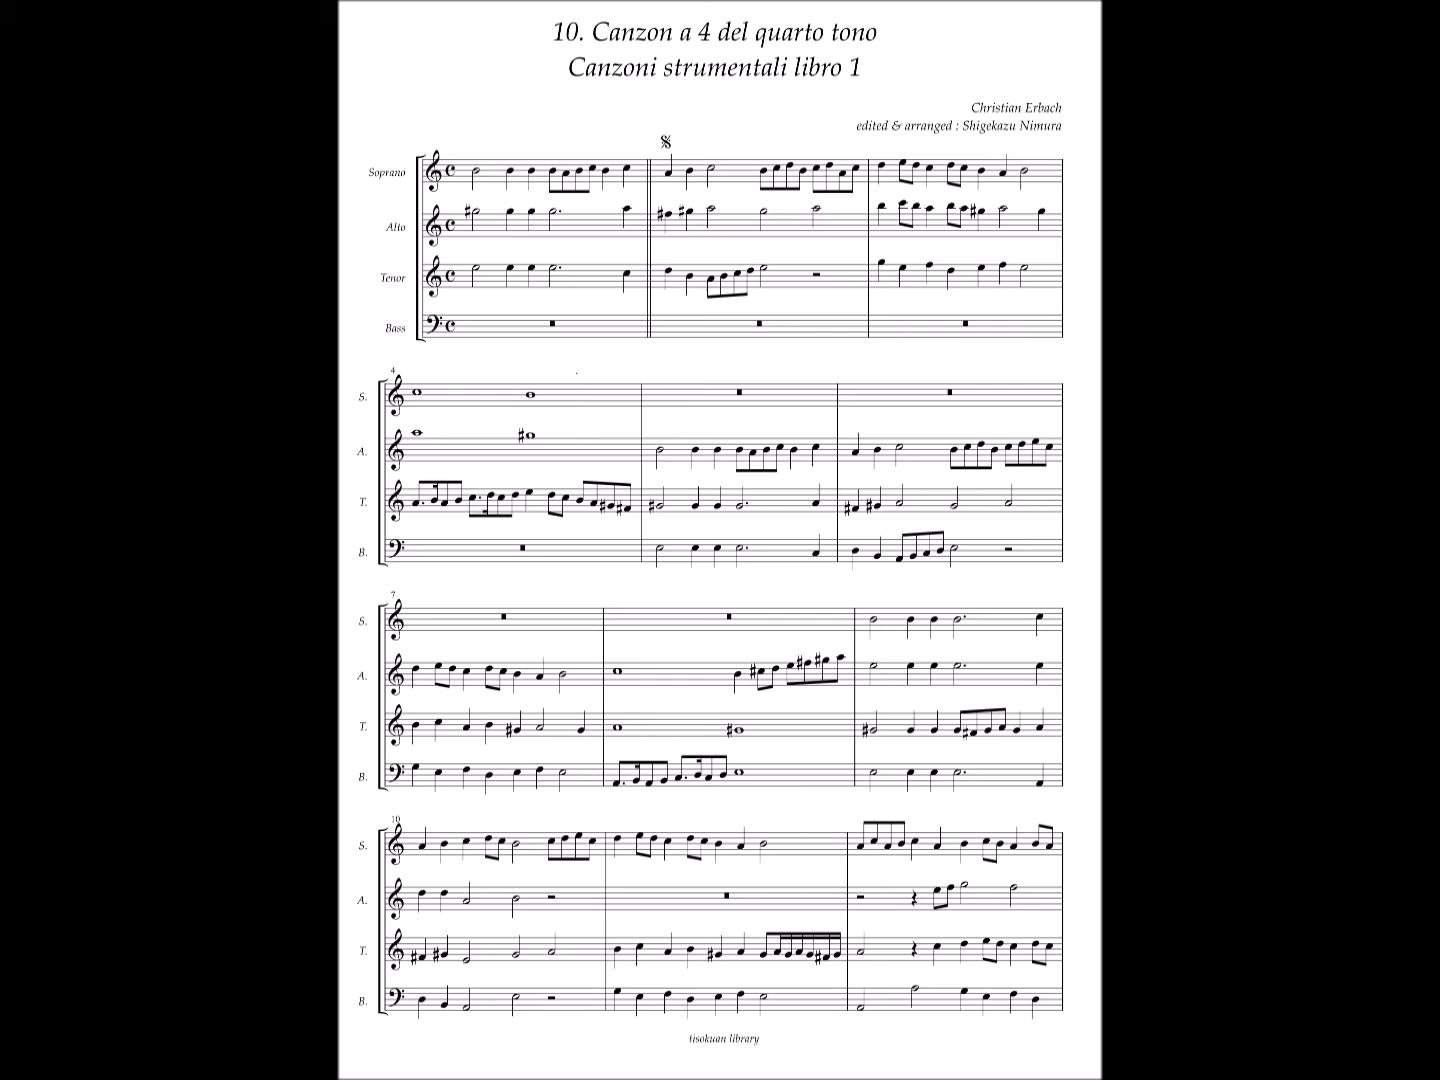 10. Canzon a 4 del quarto tono
Canzoni strumentali libro 1
Christian Erbach
edited & arranged : Shigekazu Nimura
Soprano
Alto
Tenor
Bass
4
S.
A.
T.
B.
7
S.
A.
T.
B.
10
S.
A.
T.
B.
tisokuan library